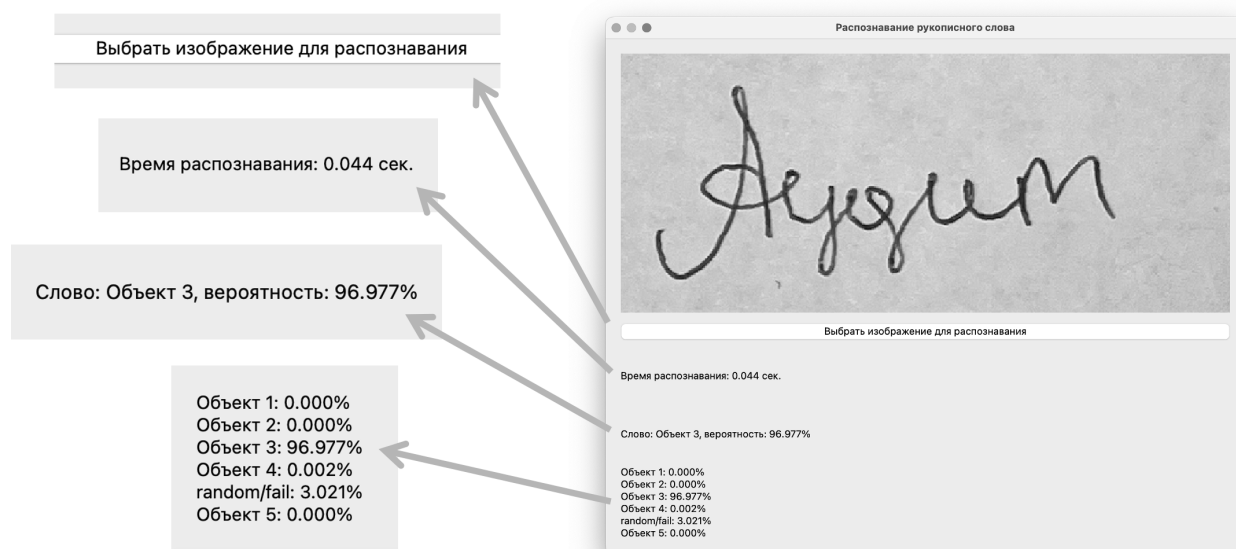 Выбрать изображение для распознавания
Время распознавания: 0.044 сек.
Слово: Объект 3, вероятность: 96.977%
Объект 1: 0.000%
Объект 2: 0.000%
Объект 3: 96.977%
Объект 4: 0.002%
random/fail: 3.021%
Объект 5: 0.000%
Распознавание рукописного слова
Аудит
Выбрать изображение для распознавания
Время распознавания: 0.044 сек.
Слово: Объект 3, вероятность: 96.977%
Объект 1: 0.000%
Объект 2: 0.000%
Объект 3: 96.977%
Объект 4: 0.002%
random/fail: 3.021%
Объект 5: 0.000%